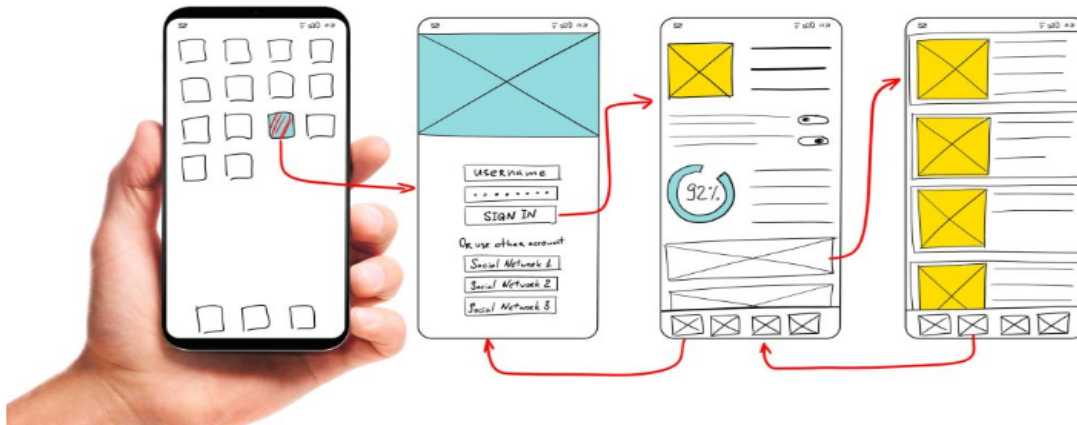 Username
SIGN IN
Or use other account
Social Network 1
Social Network 2
Social Network 3
92%